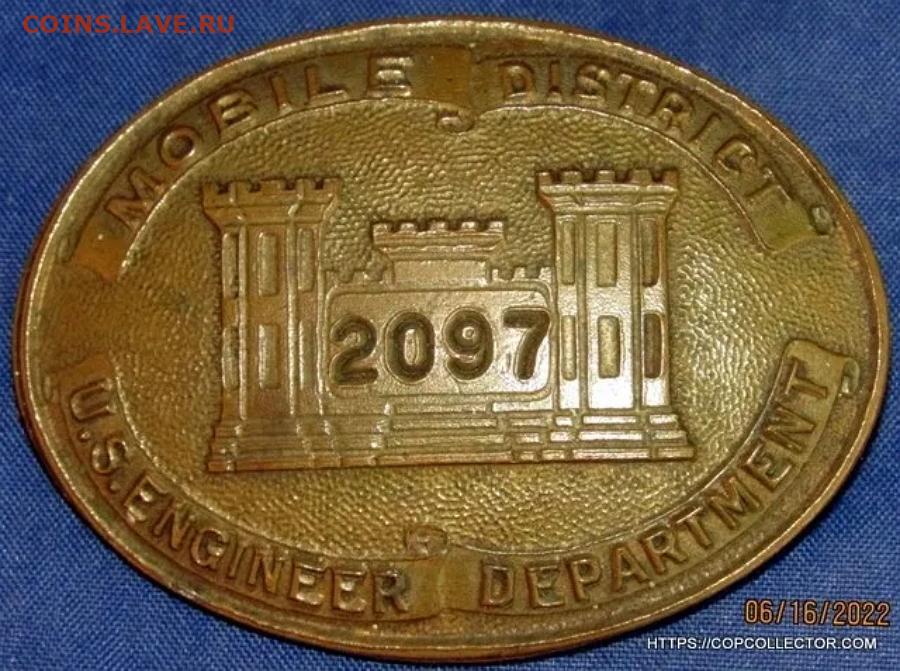 COINS.LAVE.RU
MOBILE DISTRICT
2097
U.S. ENGINEER DEPARTMENT
06/16/2022
HTTPS://COPCOLLECTOR.COM